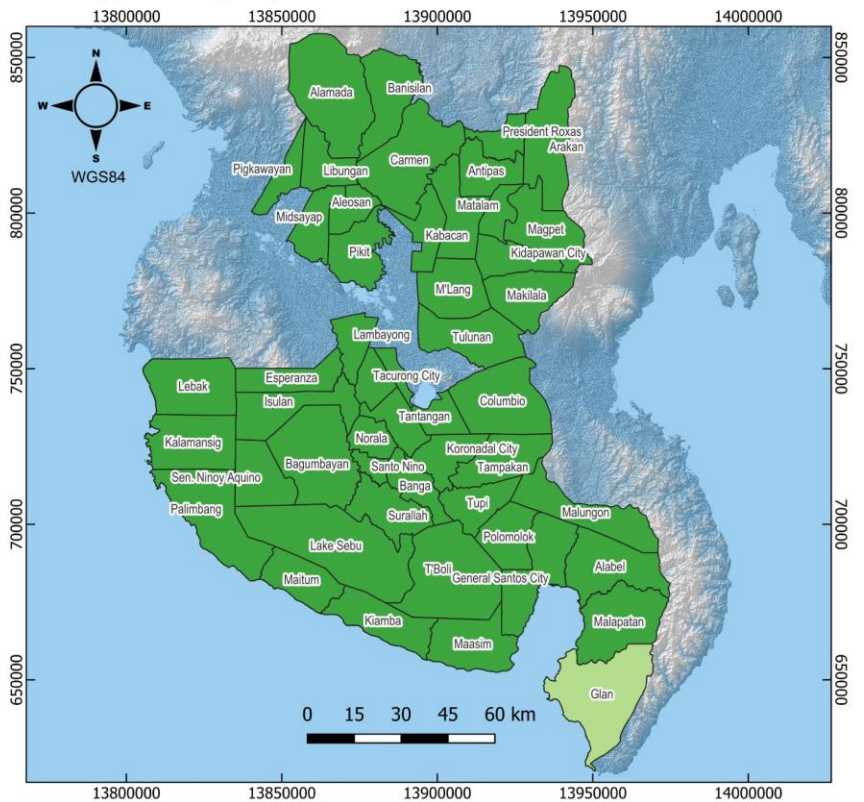 13800000 13850000 13900000 13950000 14000000
850000 850000
N
W E
S
WGS84
Alamada
Banisilan
President Roxas
Arakan
Pigkawayan
Libungan
Carmen
Antipas
Aleosan
Midsayap
Matalam
800000 800000
Kabacan
Magpet
Pikit
Kidapawan City
M'Lang
Makilala
Lambayong
Tulunan
750000 750000
Lebak
Esperanza
Tacurong City
Isulan
Tantangan
Columbio
Kalamansig
Norala
Koronadal City
Bagumbayan
Santo Nino
Tampakan
Sen. Ninoy Aquino
Banga
Palimbang
Surallah
Tupi
Malungon
700000 700000
Lake Sebu
Polomolok
T'Boli
Alabel
Maitum
General Santos City
Kiamba
Malapatan
Maasim
650000 650000
Glan
0 15 30 45 60 km
13800000 13850000 13900000 13950000 14000000